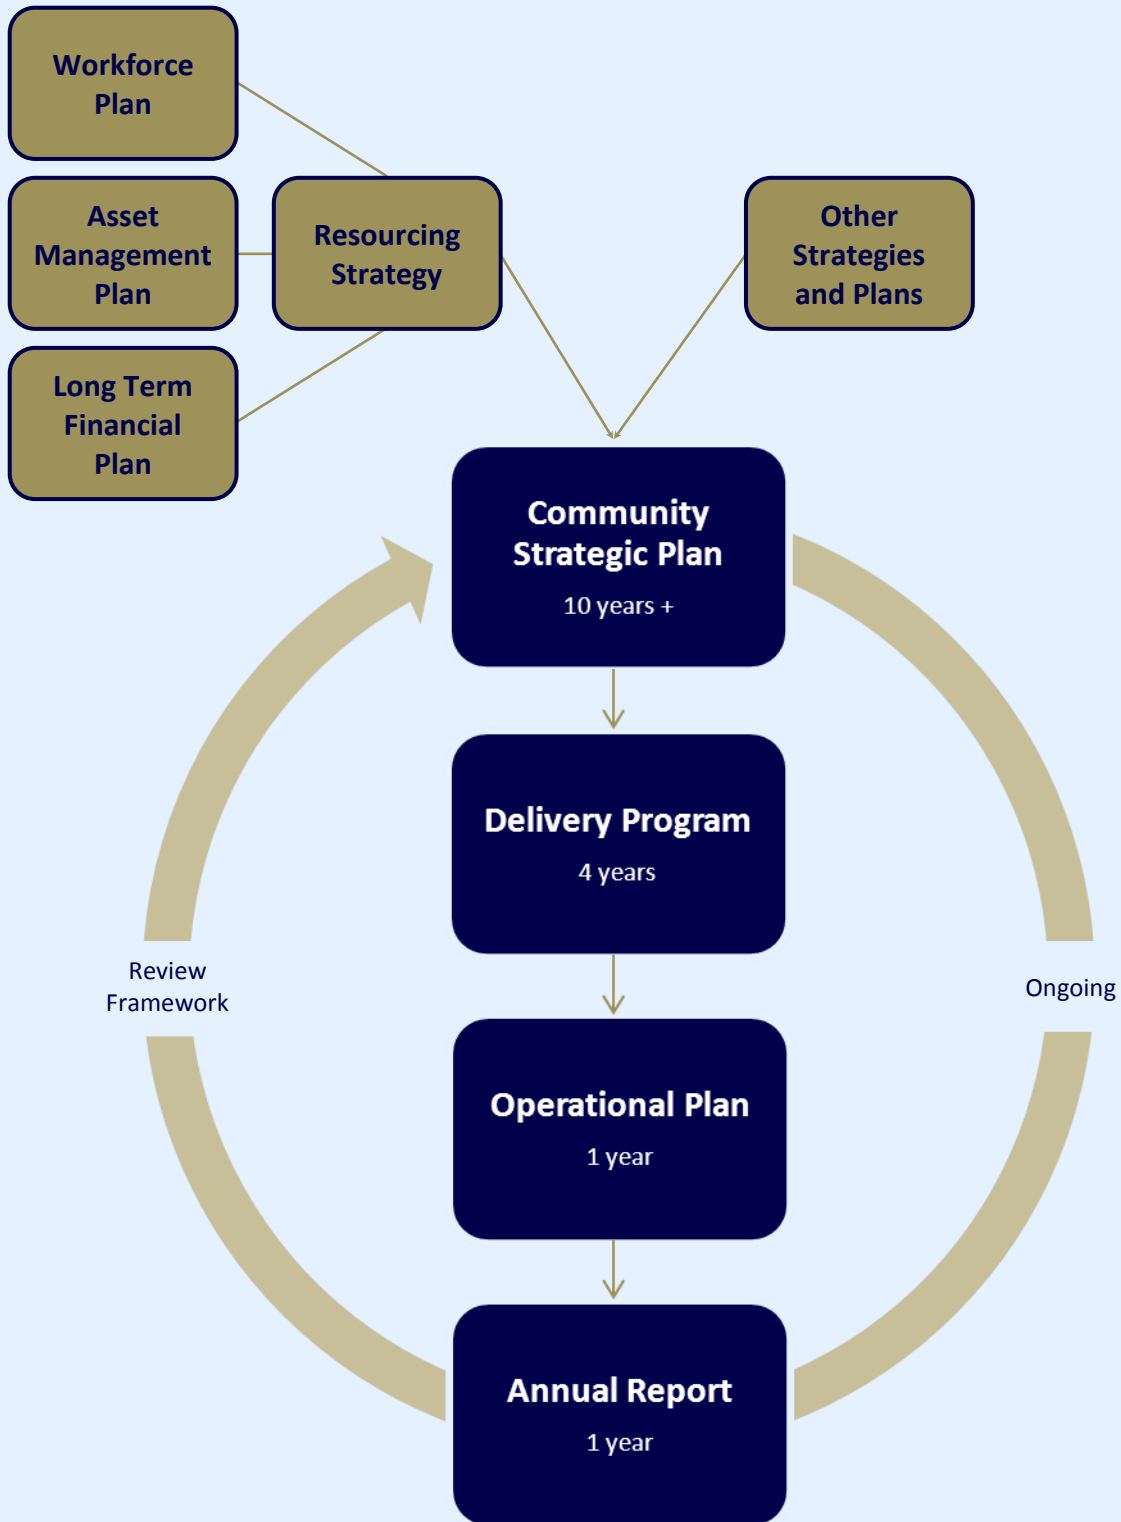 Workforce
Plan
Asset
Management
Plan
Resourcing
Strategy
Other
Strategies
and Plans
Long Term
Financial
Plan
Community
Strategic Plan
10 years +
Delivery Program
4 years
Review
Framework
Ongoing
Operational Plan
1 year
Annual Report
1 year